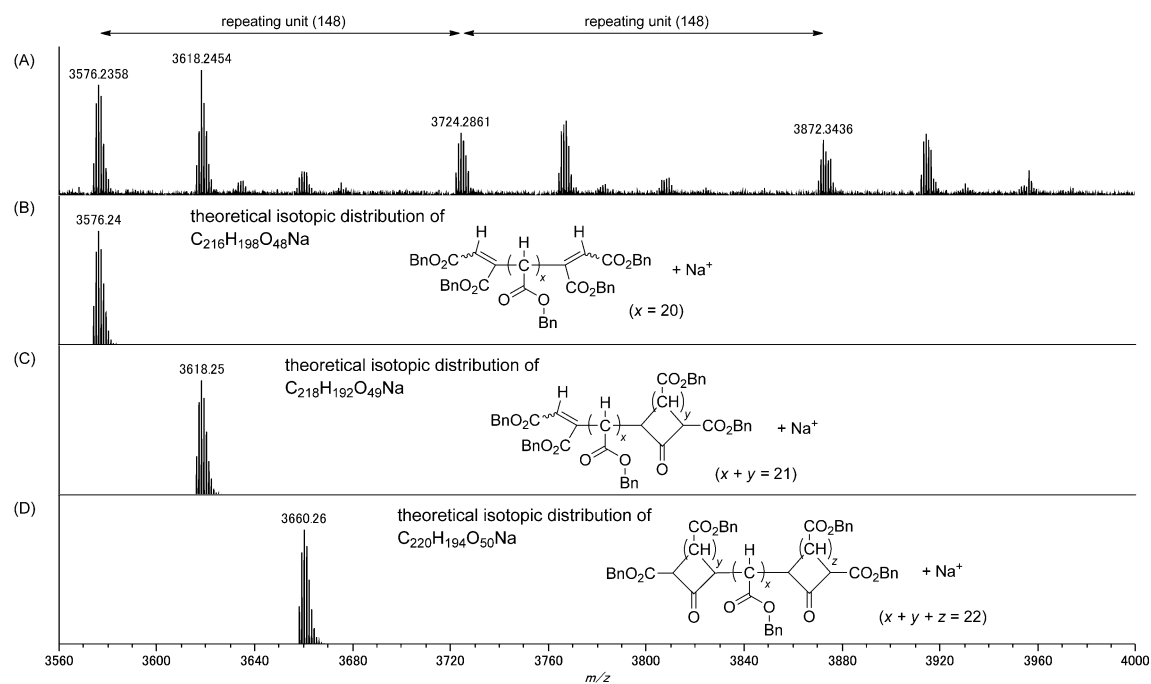 repeating unit (148) repeating unit (148)
(A)
3576.2358 3618.2454 3724.2861 3872.3436
(B)
3576.24
theoretical isotopic distribution of
C216H198O48Na
H H H
BnO2C C x CO2Bn + Na+
BnO2C CO2Bn
O O
Bn
(x = 20)
(C)
3618.25
theoretical isotopic distribution of
C218H192O49Na
CO2Bn
H H (CH)y
BnO2C C x CO2Bn + Na+
BnO2C
O O O
Bn
(x + y = 21)
(D)
3660.26
theoretical isotopic distribution of
C220H194O50Na
CO2Bn CO2Bn
(CH)y H (CH)z
BnO2C C x CO2Bn + Na+
O O O O
Bn
(x + y + z = 22)
3560 3600 3640 3680 3720 3760 3800 3840 3880 3920 3960 4000
m/z